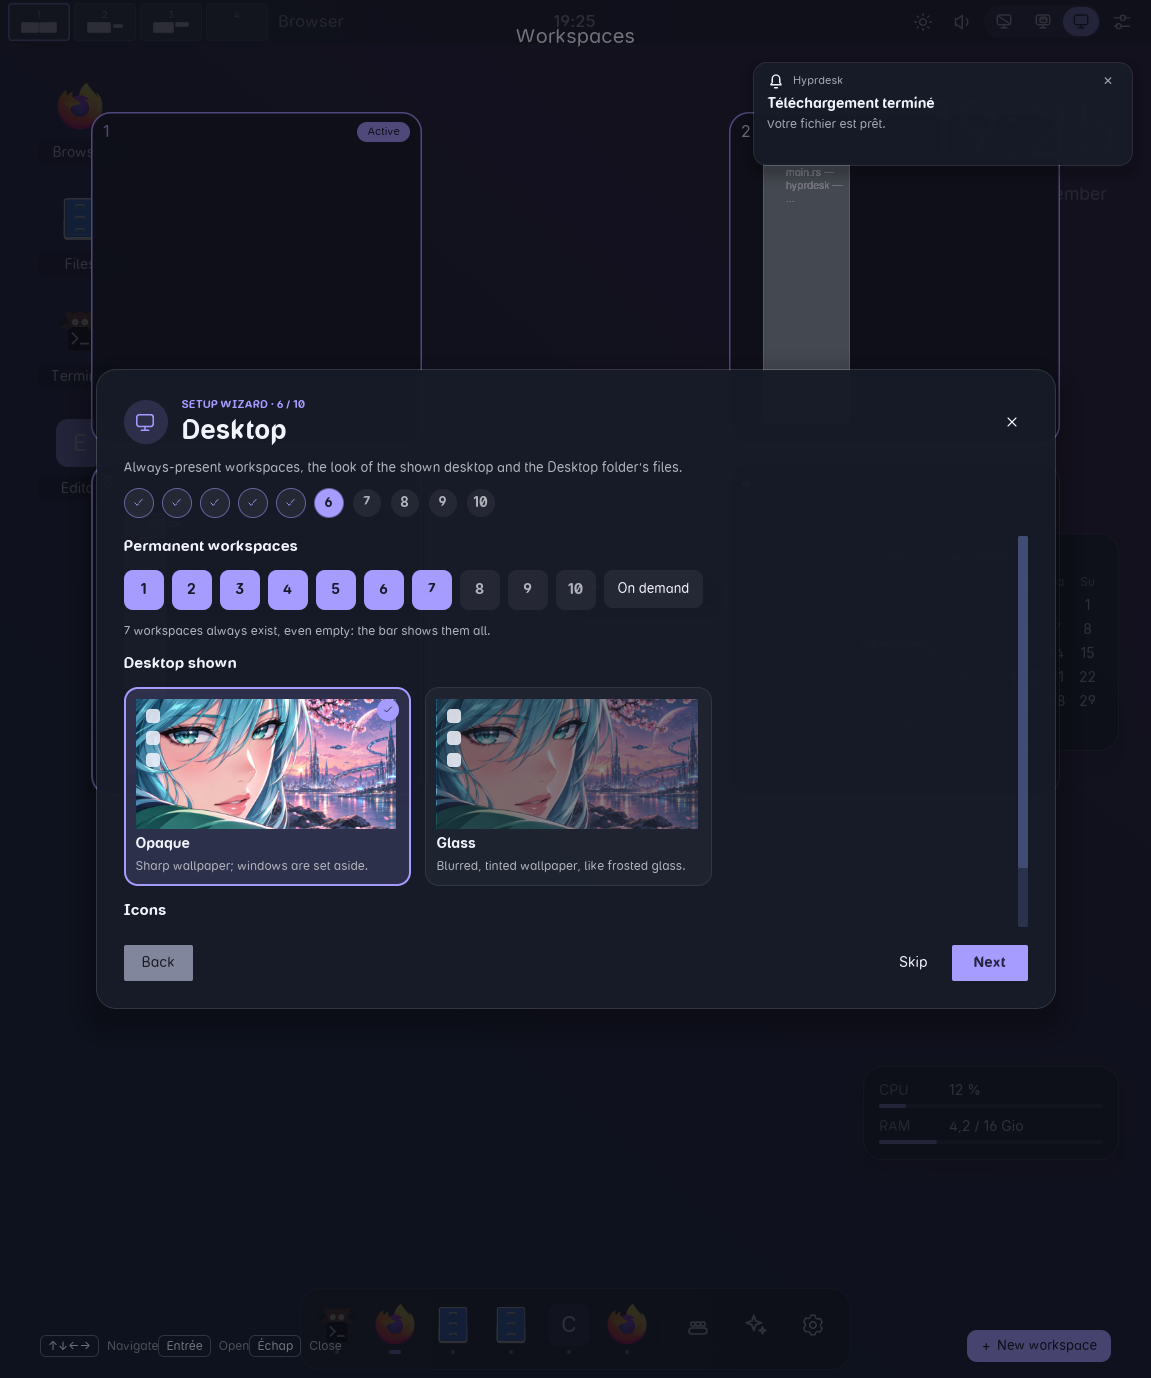 1
2
3
4
Browser
19:25
Workspaces
Hyprdesk
Téléchargement terminé
Votre fichier est prêt.
1
Active
2
main.rs —
hyprdesk —
...
ember
Brows
Files
Termin
E
Edito
SETUP WIZARD · 6 / 10
Desktop
Always-present workspaces, the look of the shown desktop and the Desktop folder's files.
6 7 8 9 10
Permanent workspaces
1 2 3 4 5 6 7 8 9 10 On demand
7 workspaces always exist, even empty: the bar shows them all.
Desktop shown
Opaque
Sharp wallpaper; windows are set aside.
Glass
Blurred, tinted wallpaper, like frosted glass.
Icons
Back
Skip
Next
Su
1
8
15
22
29
CPU 12 %
RAM 4,2 / 16 Gio
C
↑↓←→ Navigate Entrée Open Échap Close
+ New workspace